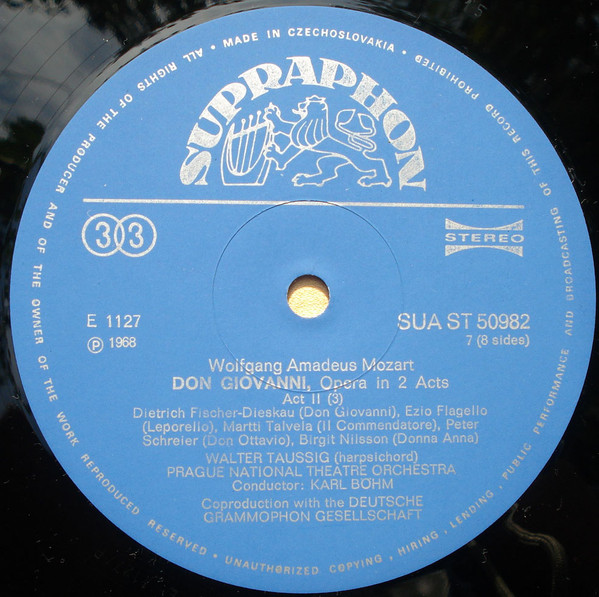 • MADE IN CZECHOSLOVAKIA •
ALL RIGHTS OF THE PRODUCER AND OF THE OWNER OF THE WORK REPRODUCED RESERVED • UNAUTHORIZED COPYING, HIRING, LENDING, PUBLIC PERFORMANCE AND BROADCASTING OF THIS RECORD PROHIBITED
SUPRAPHON
33
STEREO
E 1127
SUA ST 50982
Ⓟ 1968
7 (8 sides)
Wolfgang Amadeus Mozart
DON GIOVANNI, Opera in 2 Acts
Act II (3)
Dietrich Fischer-Dieskau (Don Giovanni), Ezio Flagello
(Leporello), Martti Talvela (Il Commendatore), Peter
Schreier (Don Ottavio), Birgit Nilsson (Donna Anna)
WALTER TAUSSIG (harpsichord)
PRAGUE NATIONAL THEATRE ORCHESTRA
Conductor: KARL BÖHM
Coproduction with the DEUTSCHE
GRAMMOPHON GESELLSCHAFT